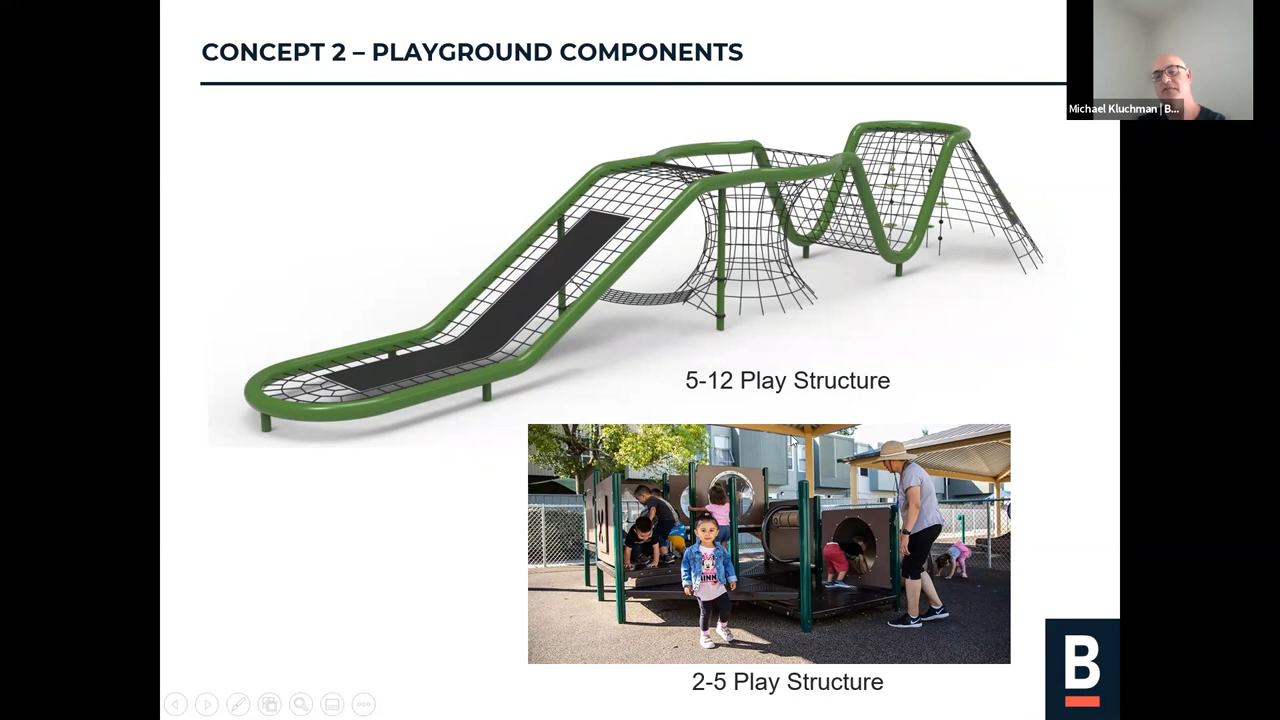 CONCEPT 2 – PLAYGROUND COMPONENTS
Michael Kluchman | B...
5-12 Play Structure
2-5 Play Structure
B